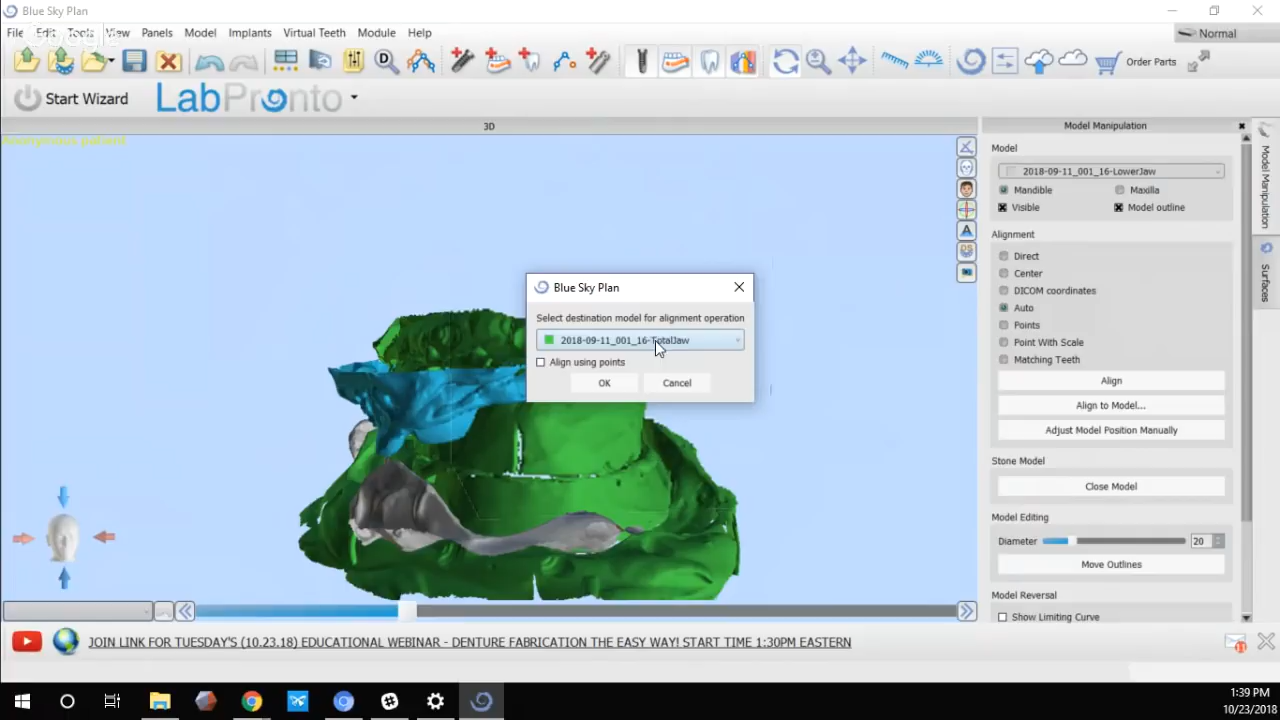 Blue Sky Plan
File Edit Tools View Panels Model Implants Virtual Teeth Module Help
Normal
D
Order Parts
Start Wizard
LabPronto
3D
Anonymous patient
Model Manipulation
Model
2018-09-11_001_16-LowerJaw
Mandible Maxilla
Visible Model outline
Alignment
Direct
Center
DICOM coordinates
Auto
Points
Point With Scale
Matching Teeth
Align
Align to Model...
Adjust Model Position Manually
Stone Model
Close Model
Model Editing
Diameter 20
Move Outlines
Model Reversal
Show Limiting Curve
Model Manipulation
Surfaces
Blue Sky Plan
Select destination model for alignment operation
2018-09-11_001_16-TotalJaw
Align using points
OK Cancel
JOIN LINK FOR TUESDAY'S (10.23.18) EDUCATIONAL WEBINAR - DENTURE FABRICATION THE EASY WAY! START TIME 1:30PM EASTERN
1:39 PM
10/23/2018